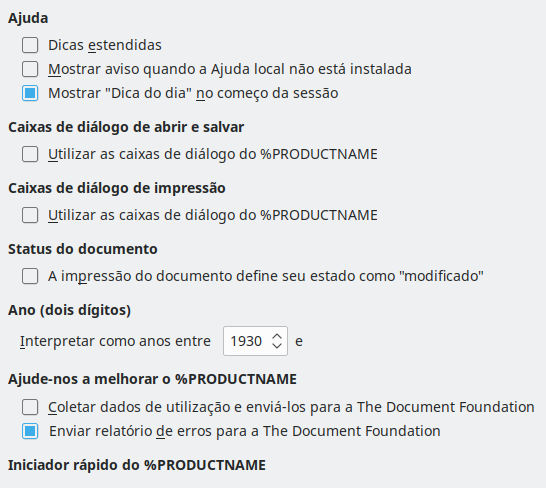 Ajuda
Dicas estendidas
Mostrar aviso quando a Ajuda local não está instalada
Mostrar "Dica do dia" no começo da sessão
Caixas de diálogo de abrir e salvar
Utilizar as caixas de diálogo do %PRODUCTNAME
Caixas de diálogo de impressão
Utilizar as caixas de diálogo do %PRODUCTNAME
Status do documento
A impressão do documento define seu estado como "modificado"
Ano (dois dígitos)
Interpretar como anos entre 1930 e
Ajude-nos a melhorar o %PRODUCTNAME
Coletar dados de utilização e enviá-los para a The Document Foundation
Enviar relatório de erros para a The Document Foundation
Iniciador rápido do %PRODUCTNAME